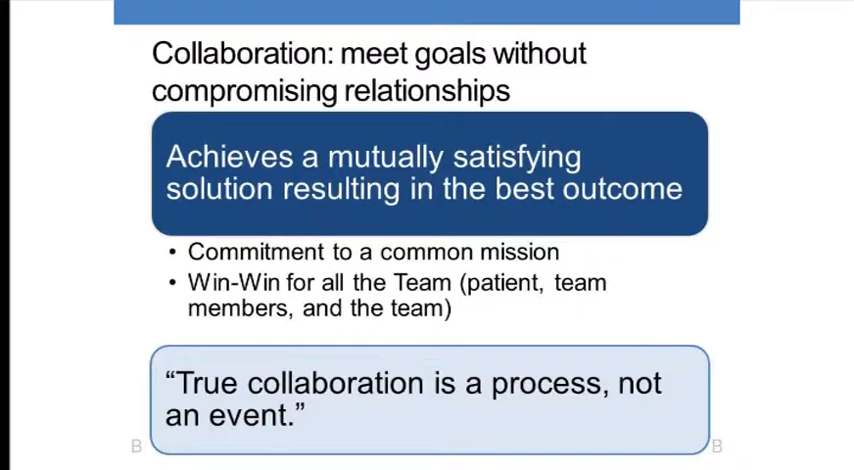 Collaboration: meet goals without
compromising relationships
Achieves a mutually satisfying
solution resulting in the best outcome
• Commitment to a common mission
• Win-Win for all the Team (patient, team
members, and the team)
“True collaboration is a process, not
an event.”
B
B